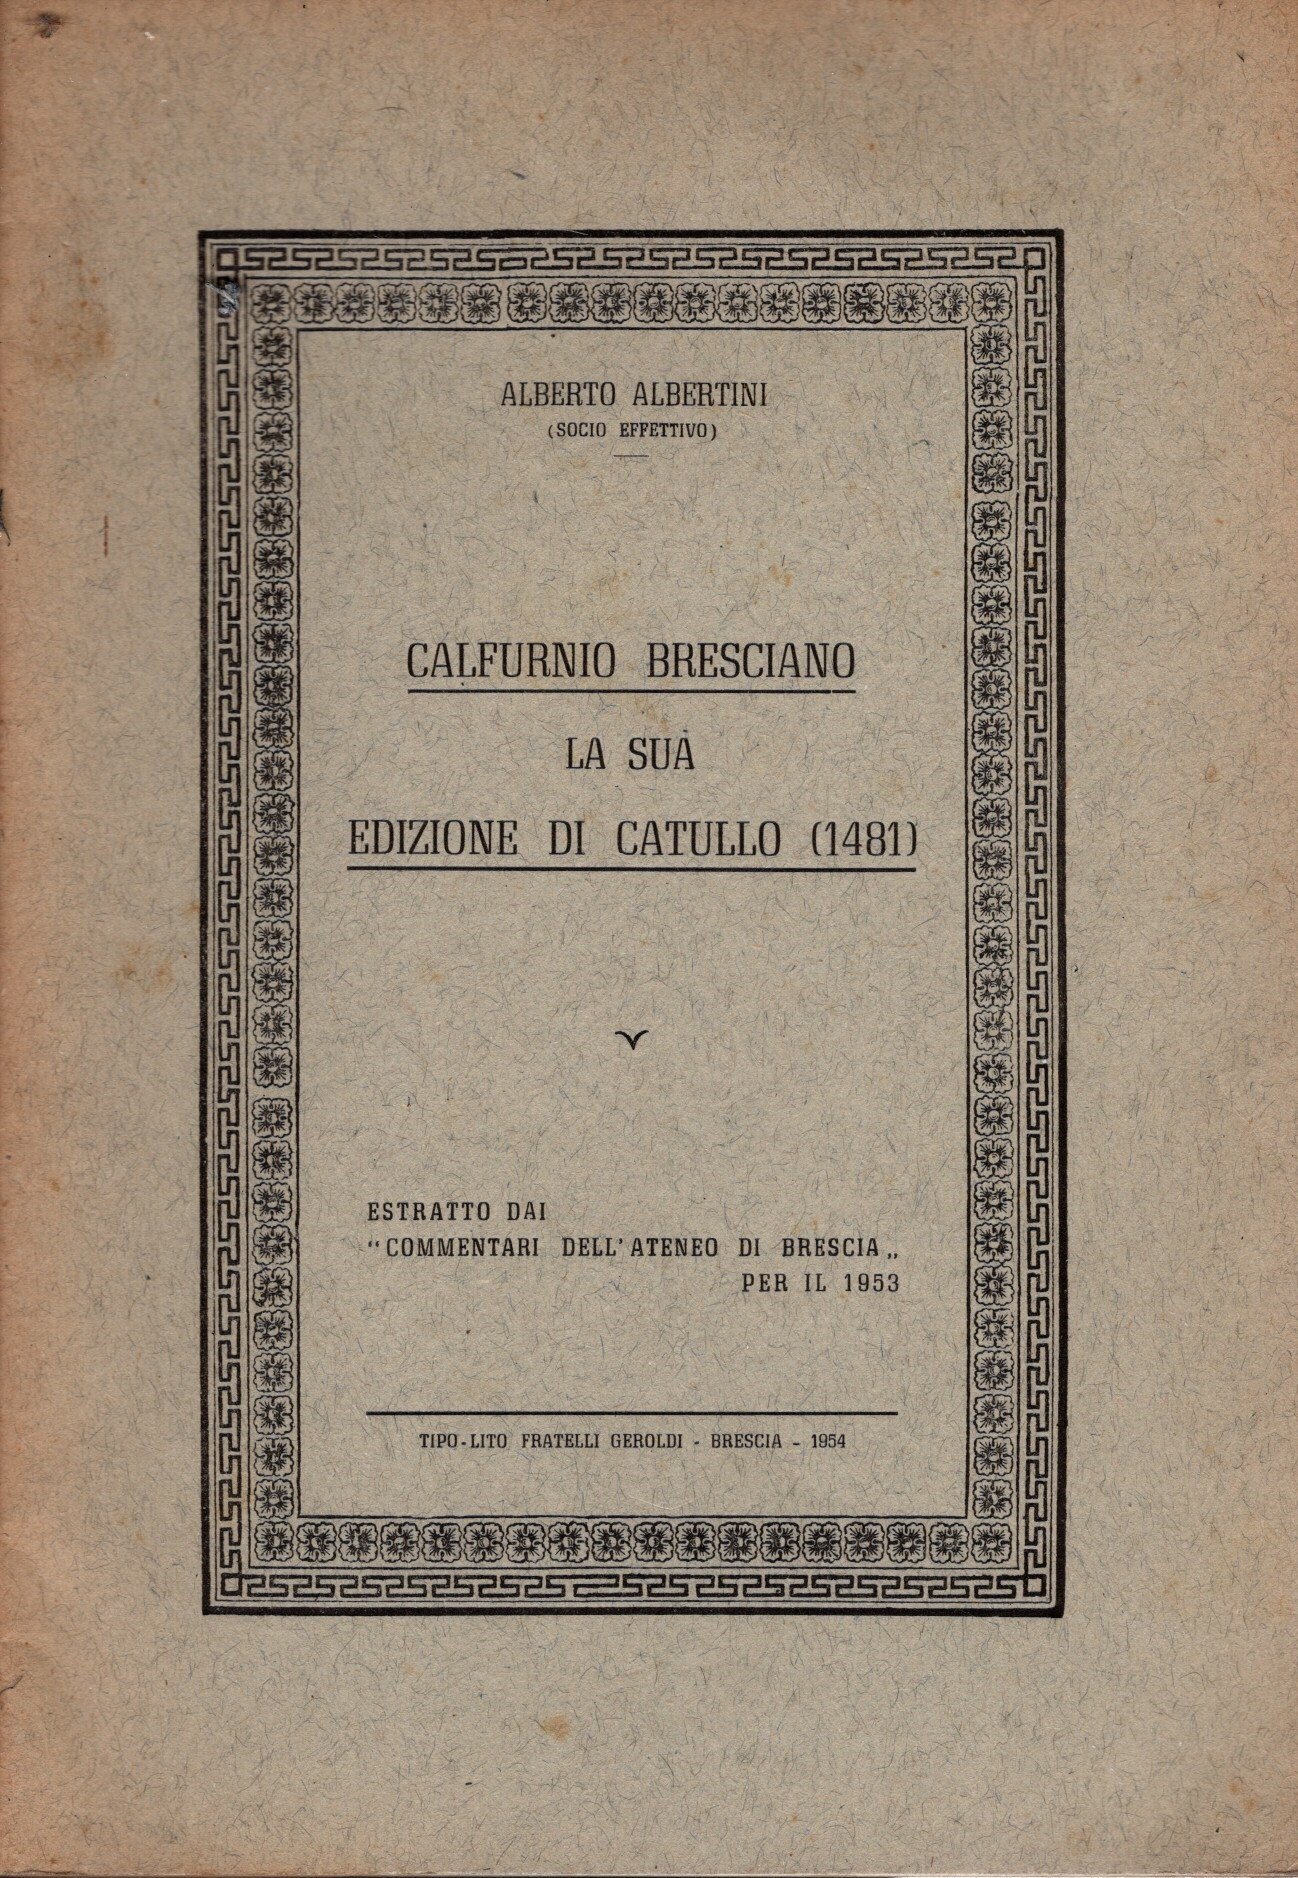 ALBERTO ALBERTINI
(SOCIO EFFETTIVO)
CALFURNIO BRESCIANO
LA SUA
EDIZIONE DI CATULLO (1481)
ESTRATTO DAI
“COMMENTARI DELL'ATENEO DI BRESCIA„
PER IL 1953
TIPO-LITO FRATELLI GEROLDI - BRESCIA - 1954